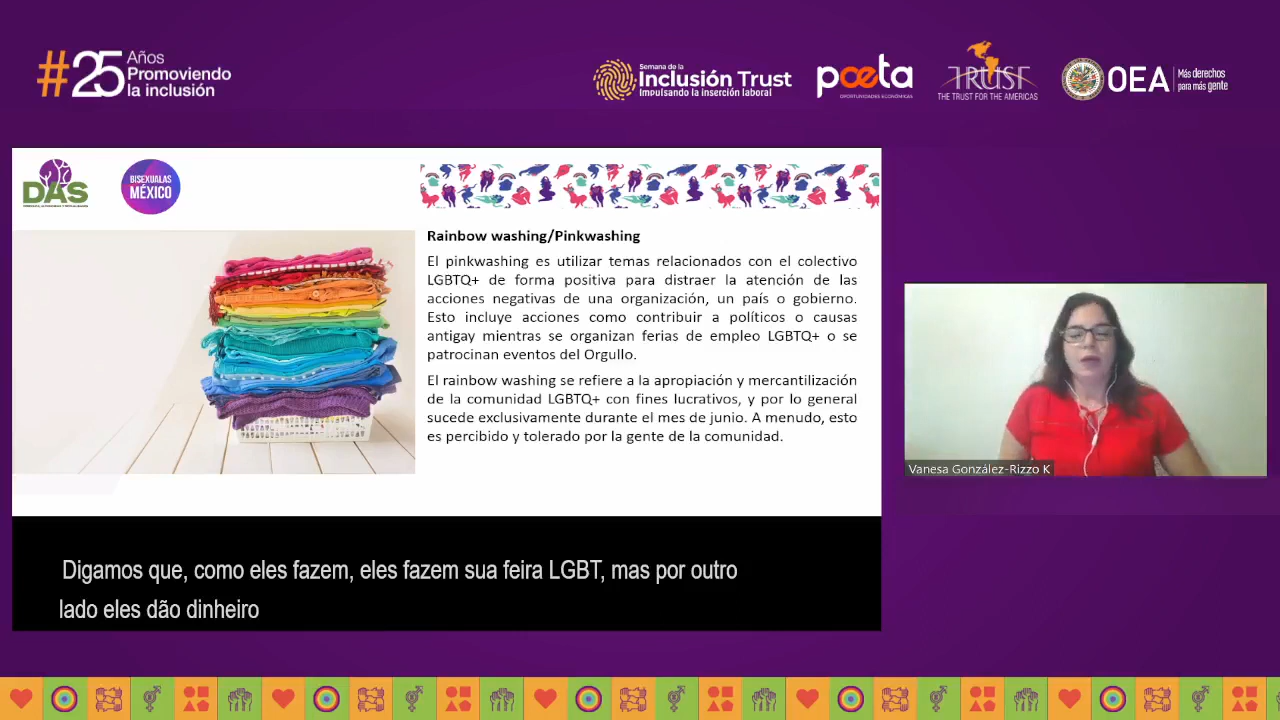 #25 Años
Promoviendo
la inclusión
Semana de la
Inclusión Trust
Impulsando la inserción laboral
poeta
OPORTUNIDADES ECONÓMICAS
TRUST
THE TRUST FOR THE AMERICAS
OEA
Más derechos
para más gente
DAS
BISEXUALAS
MÉXICO
Rainbow washing/Pinkwashing
El pinkwashing es utilizar temas relacionados con el colectivo
LGBTQ+ de forma positiva para distraer la atención de las
acciones negativas de una organización, un país o gobierno.
Esto incluye acciones como contribuir a políticos o causas
antigay mientras se organizan ferias de empleo LGBTQ+ o se
patrocinan eventos del Orgullo.
El rainbow washing se refiere a la apropiación y mercantilización
de la comunidad LGBTQ+ con fines lucrativos, y por lo general
sucede exclusivamente durante el mes de junio. A menudo, esto
es percibido y tolerado por la gente de la comunidad.
Vanesa González-Rizzo K
Digamos que, como eles fazem, eles fazem sua feira LGBT, mas por outro
lado eles dão dinheiro